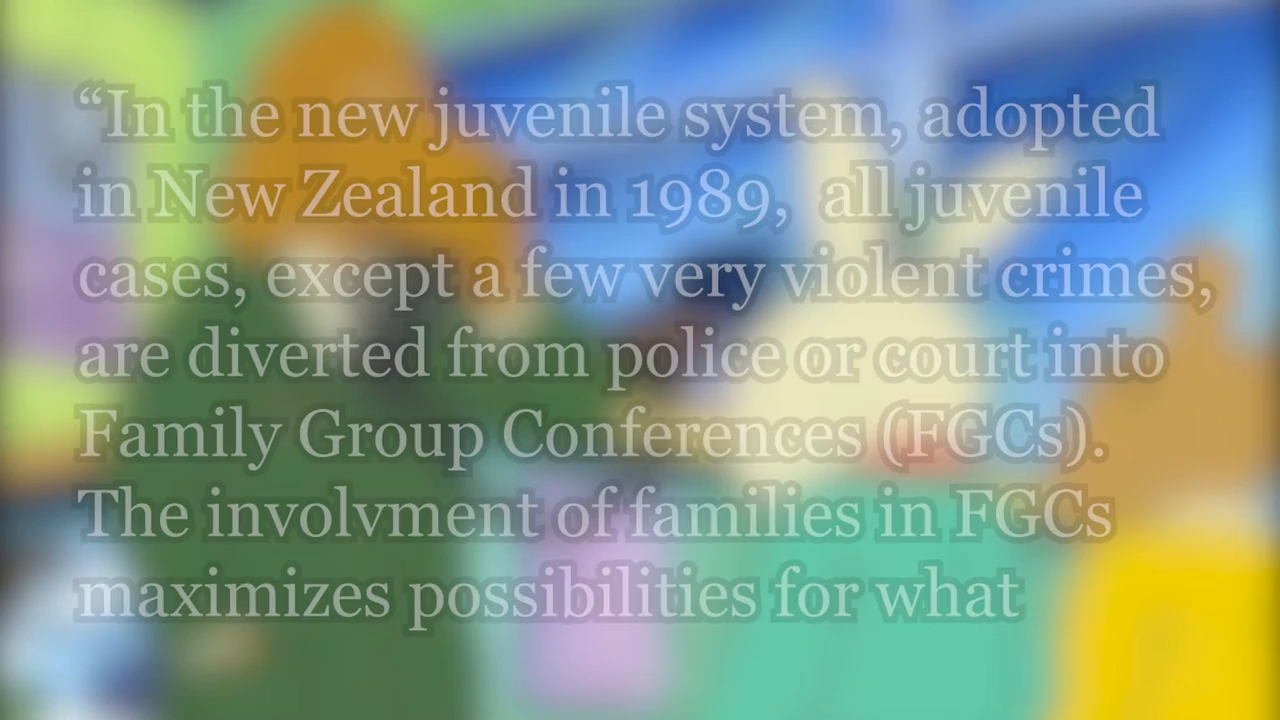 “In the new juvenile system, adopted
in New Zealand in 1989, all juvenile
cases, except a few very violent crimes,
are diverted from police or court into
Family Group Conferences (FGCs).
The involvment of families in FGCs
maximizes possibilities for what